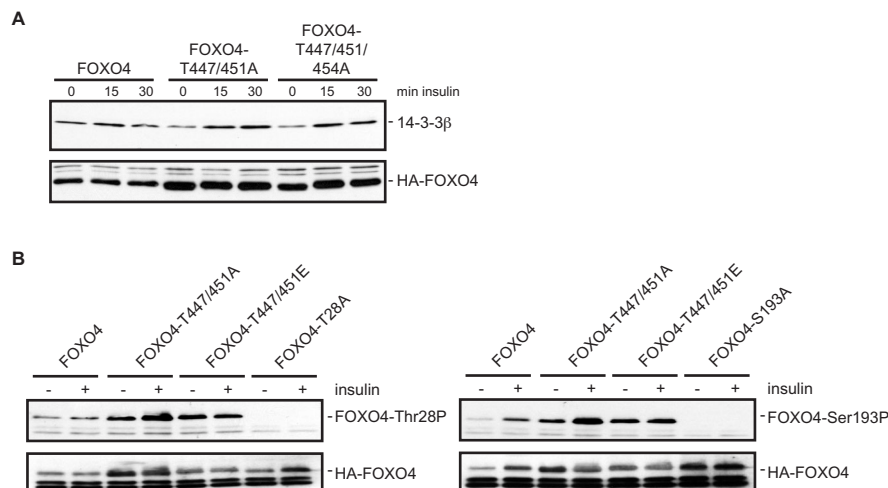 A
FOXO4
FOXO4-
T447/451A
FOXO4-
T447/451/
454A
0 15 30 0 15 30 0 15 30 min insulin
-14-3-3β
-HA-FOXO4
B
FOXO4
FOXO4-T447/451A
FOXO4-T447/451E
FOXO4-T28A
- + - + - + - + insulin
-FOXO4-Thr28P
-HA-FOXO4
FOXO4
FOXO4-T447/451A
FOXO4-T447/451E
FOXO4-S193A
- + - + - + - + insulin
-FOXO4-Ser193P
-HA-FOXO4